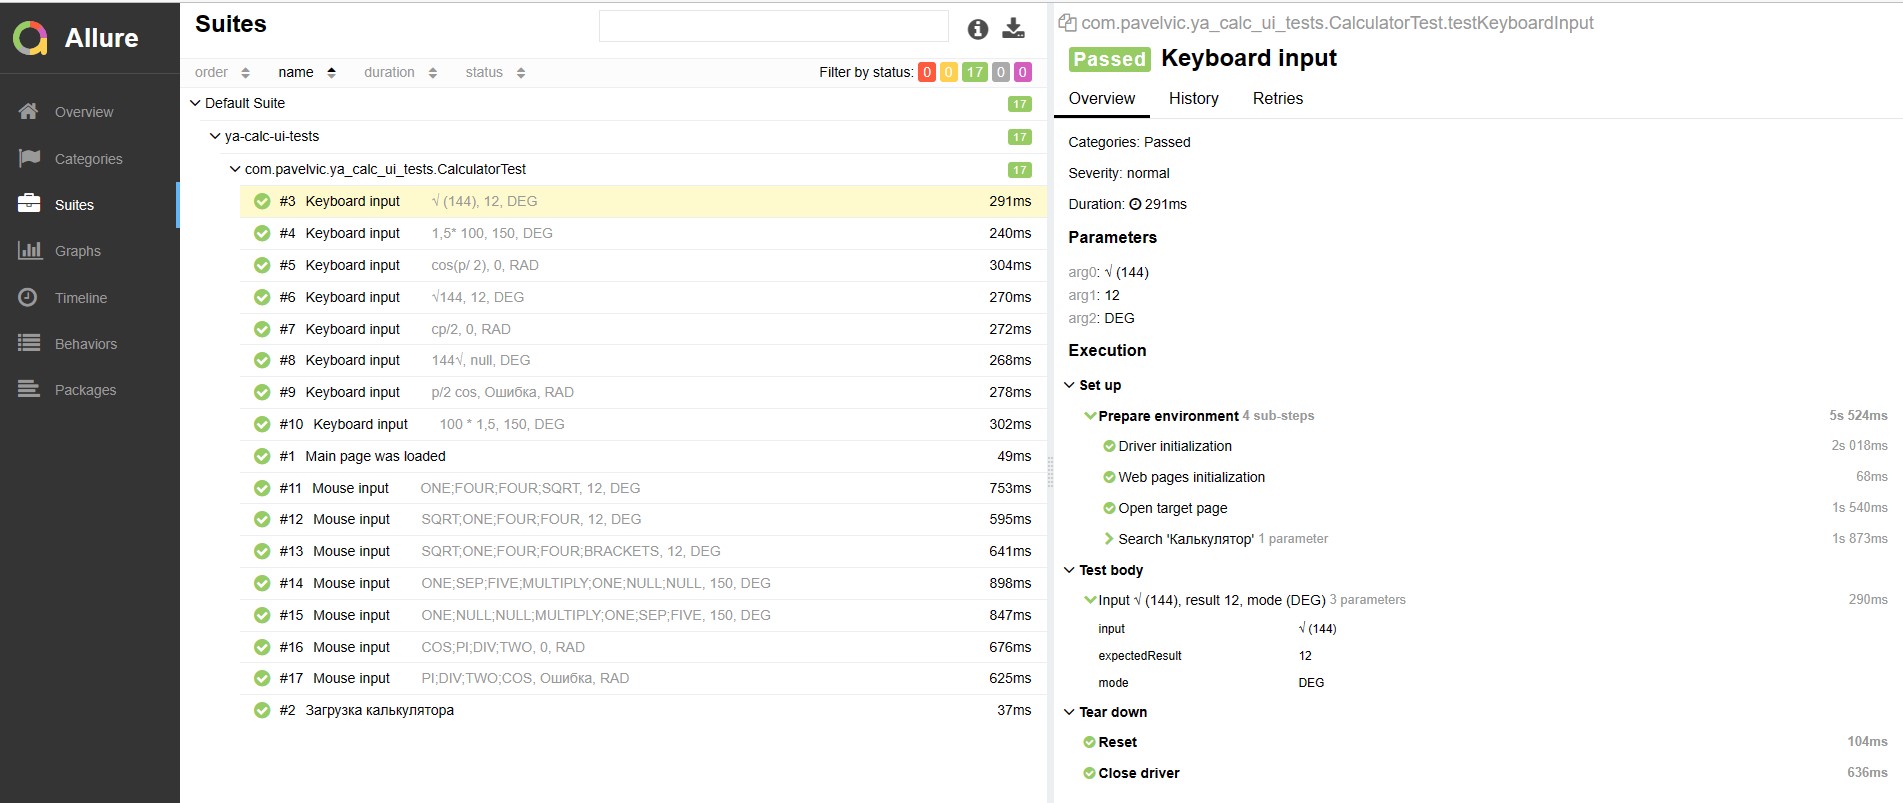 Allure
Overview
Categories
Suites
Graphs
Timeline
Behaviors
Packages
Suites
order name duration status Filter by status: 0 0 17 0 0
Default Suite 17
ya-calc-ui-tests 17
com.pavelvic.ya_calc_ui_tests.CalculatorTest 17
#3 Keyboard input √ (144), 12, DEG 291ms
#4 Keyboard input 1,5* 100, 150, DEG 240ms
#5 Keyboard input cos(p/ 2), 0, RAD 304ms
#6 Keyboard input √144, 12, DEG 270ms
#7 Keyboard input cp/2, 0, RAD 272ms
#8 Keyboard input 144√, null, DEG 268ms
#9 Keyboard input p/2 cos, Ошибка, RAD 278ms
#10 Keyboard input 100 * 1,5, 150, DEG 302ms
#1 Main page was loaded 49ms
#11 Mouse input ONE;FOUR;FOUR;SQRT, 12, DEG 753ms
#12 Mouse input SQRT;ONE;FOUR;FOUR, 12, DEG 595ms
#13 Mouse input SQRT;ONE;FOUR;FOUR;BRACKETS, 12, DEG 641ms
#14 Mouse input ONE;SEP;FIVE;MULTIPLY;ONE;NULL;NULL, 150, DEG 898ms
#15 Mouse input ONE;NULL;NULL;MULTIPLY;ONE;SEP;FIVE, 150, DEG 847ms
#16 Mouse input COS;PI;DIV;TWO, 0, RAD 676ms
#17 Mouse input PI;DIV;TWO;COS, Ошибка, RAD 625ms
#2 Загрузка калькулятора 37ms
com.pavelvic.ya_calc_ui_tests.CalculatorTest.testKeyboardInput
Passed Keyboard input
Overview History Retries
Categories: Passed
Severity: normal
Duration: 291ms
Parameters
arg0: √ (144)
arg1: 12
arg2: DEG
Execution
Set up
Prepare environment 4 sub-steps 5s 524ms
Driver initialization 2s 018ms
Web pages initialization 68ms
Open target page 1s 540ms
Search 'Калькулятор' 1 parameter 1s 873ms
Test body
Input √ (144), result 12, mode (DEG) 3 parameters 290ms
input √ (144)
expectedResult 12
mode DEG
Tear down
Reset 104ms
Close driver 636ms